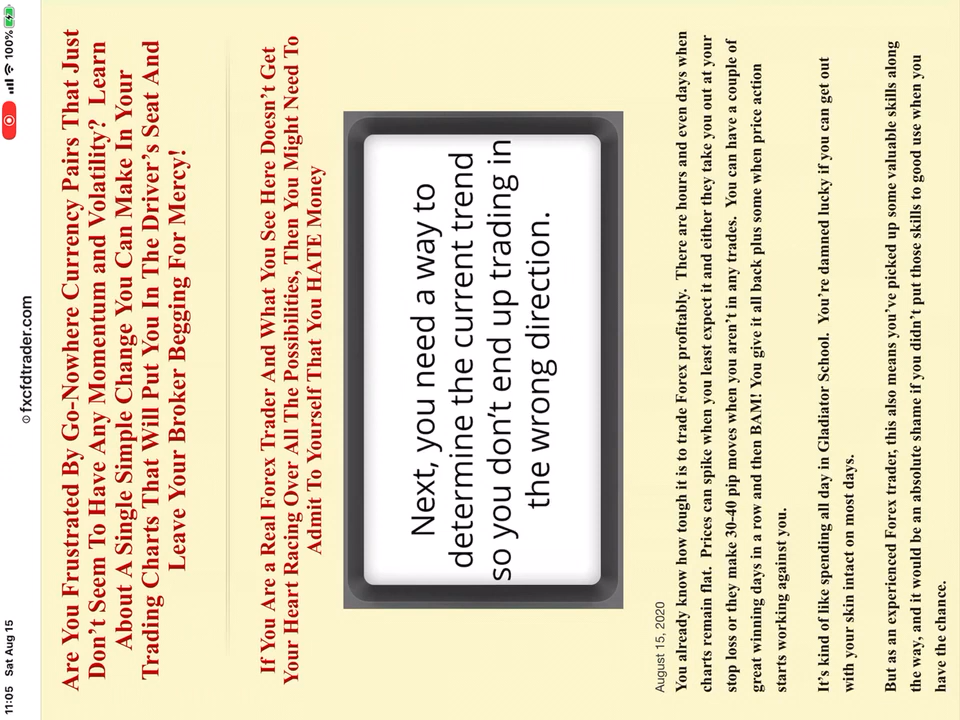 11:05 Sat Aug 15
fxcfdtrader.com
100%
Are You Frustrated By Go-Nowhere Currency Pairs That Just
Don't Seem To Have Any Momentum and Volatility? Learn
About A Single Simple Change You Can Make In Your
Trading Charts That Will Put You In The Driver's Seat And
Leave Your Broker Begging For Mercy!
If You Are a Real Forex Trader And What You See Here Doesn't Get
Your Heart Racing Over All The Possibilities, Then You Might Need To
Admit To Yourself That You HATE Money
Next, you need a way to
determine the current trend
so you don't end up trading in
the wrong direction.
August 15, 2020
You already know how tough it is to trade Forex profitably. There are hours and even days when
charts remain flat. Prices can spike when you least expect it and either they take you out at your
stop loss or they make 30-40 pip moves when you aren't in any trades. You can have a couple of
great winning days in a row and then BAM! You give it all back plus some when price action
starts working against you.
It's kind of like spending all day in Gladiator School. You're damned lucky if you can get out
with your skin intact on most days.
But as an experienced Forex trader, this also means you've picked up some valuable skills along
the way, and it would be an absolute shame if you didn't put those skills to good use when you
have the chance.